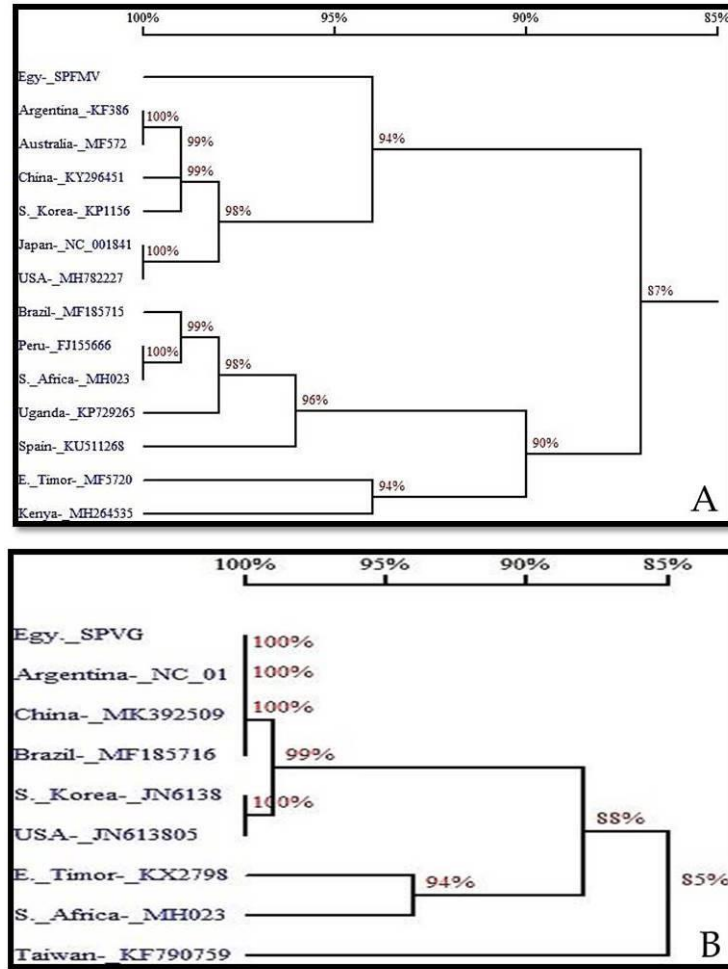 100% 95% 90% 85%
Egy-_SPFMV
Argentina_-KF386
100%
Australia-_MF572
99%
94%
China-_KY296451
99%
S._Korea-_KP1156
98%
Japan-_NC_001841
100%
USA-_MH782227
87%
Brazil-_MF185715
99%
Peru-_FJ155666
100%
98%
S._Africa-_MH023
96%
Uganda-_KP729265
90%
Spain-_KU511268
E._Timor-_MF5720
94%
Kenya-_MH264535
A
100% 95% 90% 85%
Egy._SPVG
100%
Argentina-_NC_01
100%
China-_MK392509
100%
Brazil-_MF185716
99%
S._Korea-_JN6138
100%
88%
USA-_JN613805
E._Timor-_KX2798
94%
85%
S._Africa-_MH023
Taiwan-_KF790759
B